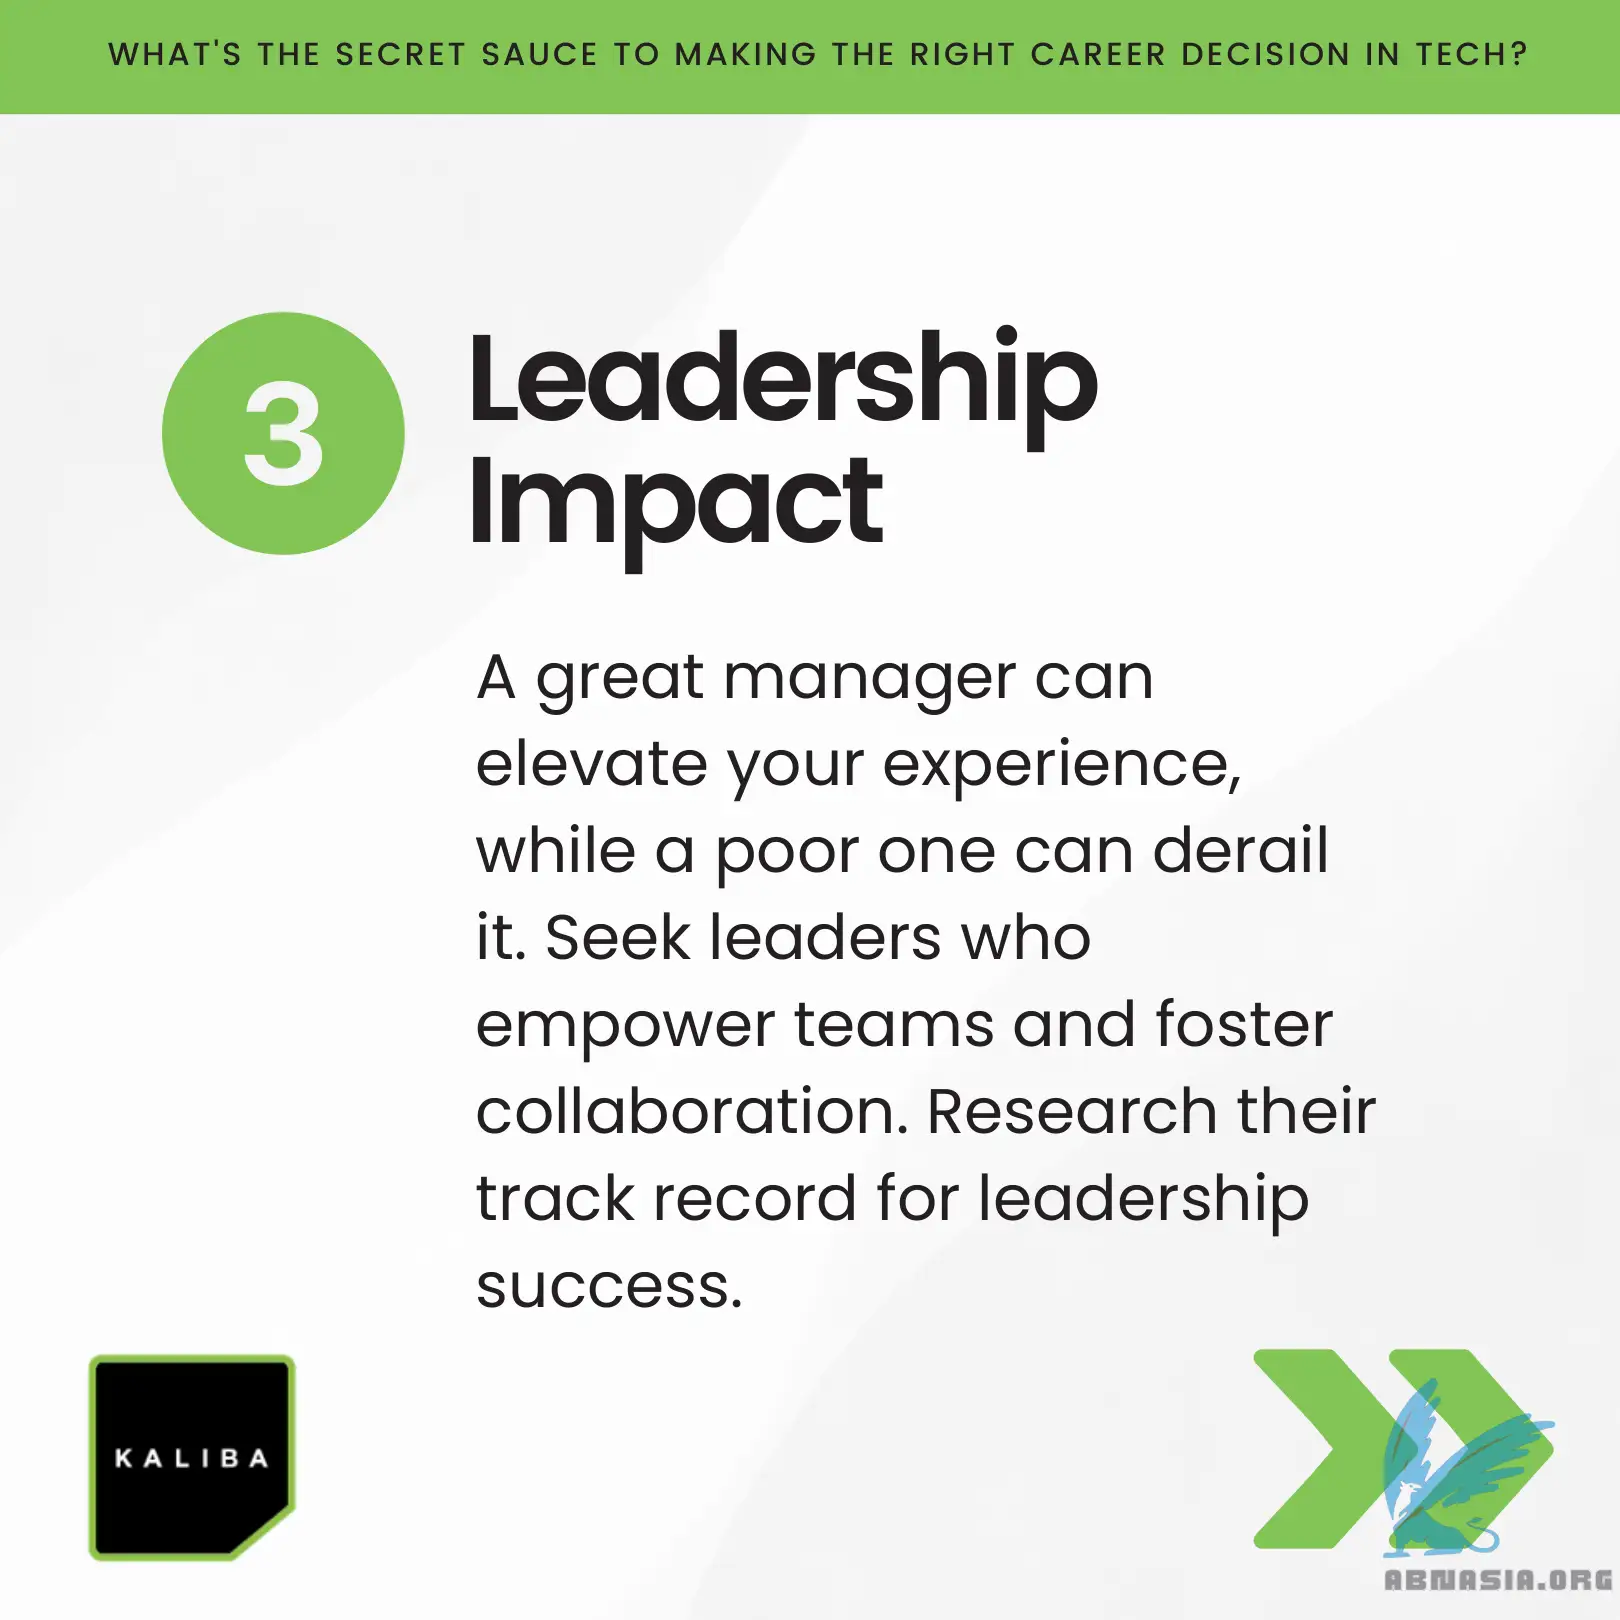 WHAT'S THE SECRET SAUCE TO MAKING THE RIGHT CAREER DECISION IN TECH?
3
Leadership
Impact
A great manager can
elevate your experience,
while a poor one can derail
it. Seek leaders who
empower teams and foster
collaboration. Research their
track record for leadership
success.
KALIBA
ABNASIA.ORG